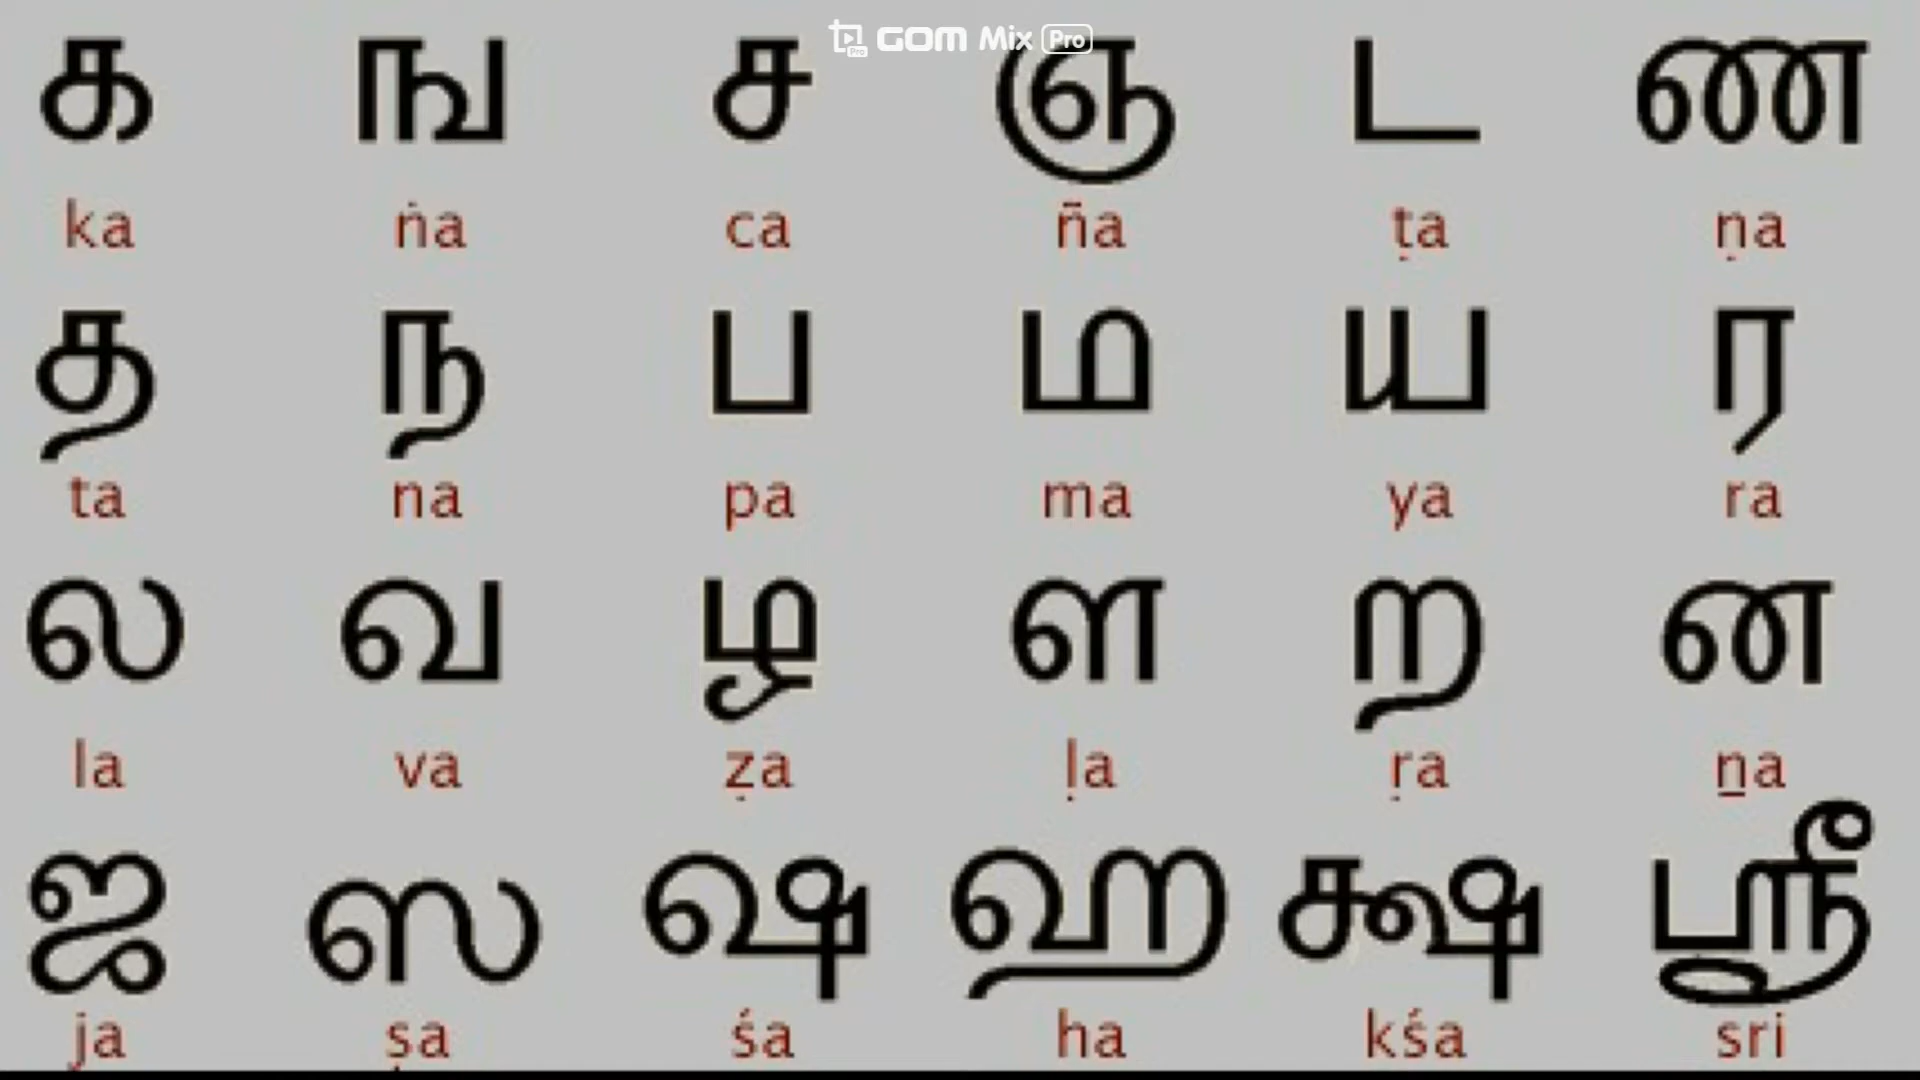 GOM Mix Pro
க ங ச ஞ ட ண
ka ṅa ca ña ṭa ṇa
த ந ப ம ய ர
ta na pa ma ya ra
ல வ ழ ள ற ன
la va ẓa ḷa ṛa ṉa
ஜ ஸ ஷ ஹ க்ஷ ஸ்ரீ
ja ṣa śa ha kśa sri